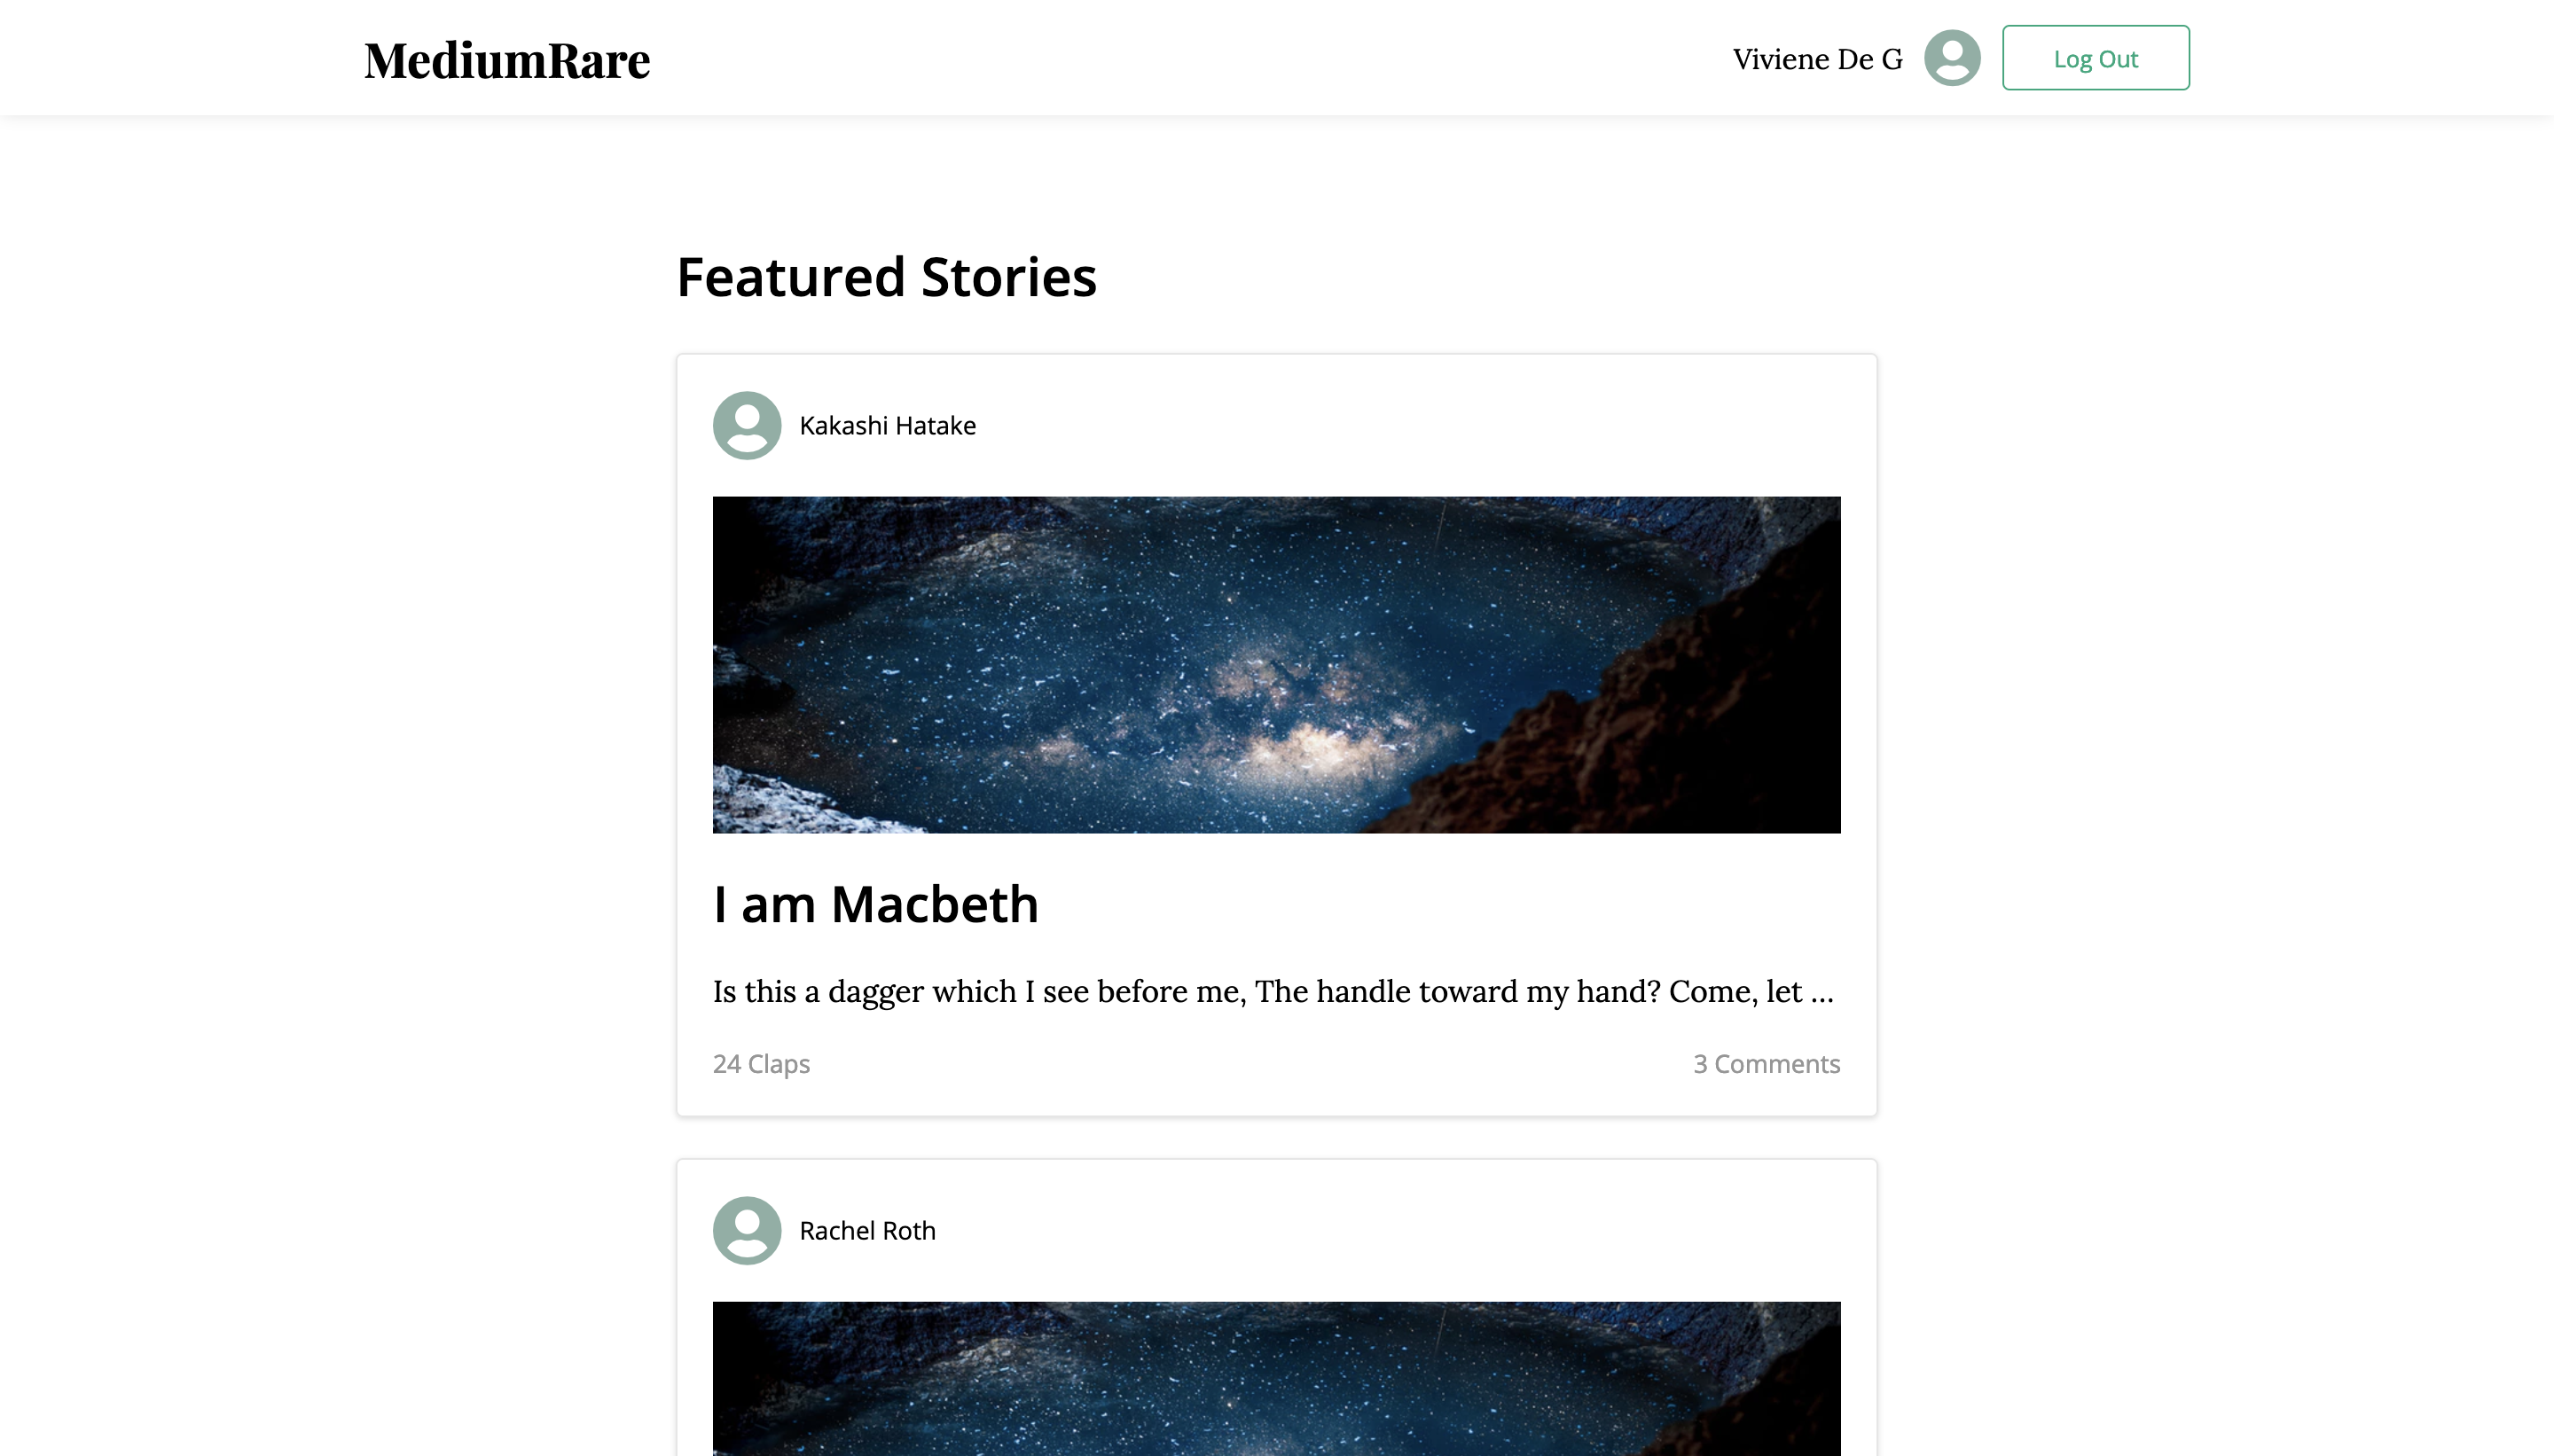 MediumRare
Viviene De G
Log Out
Featured Stories
Kakashi Hatake
I am Macbeth
Is this a dagger which I see before me, The handle toward my hand? Come, let ...
24 Claps
3 Comments
Rachel Roth